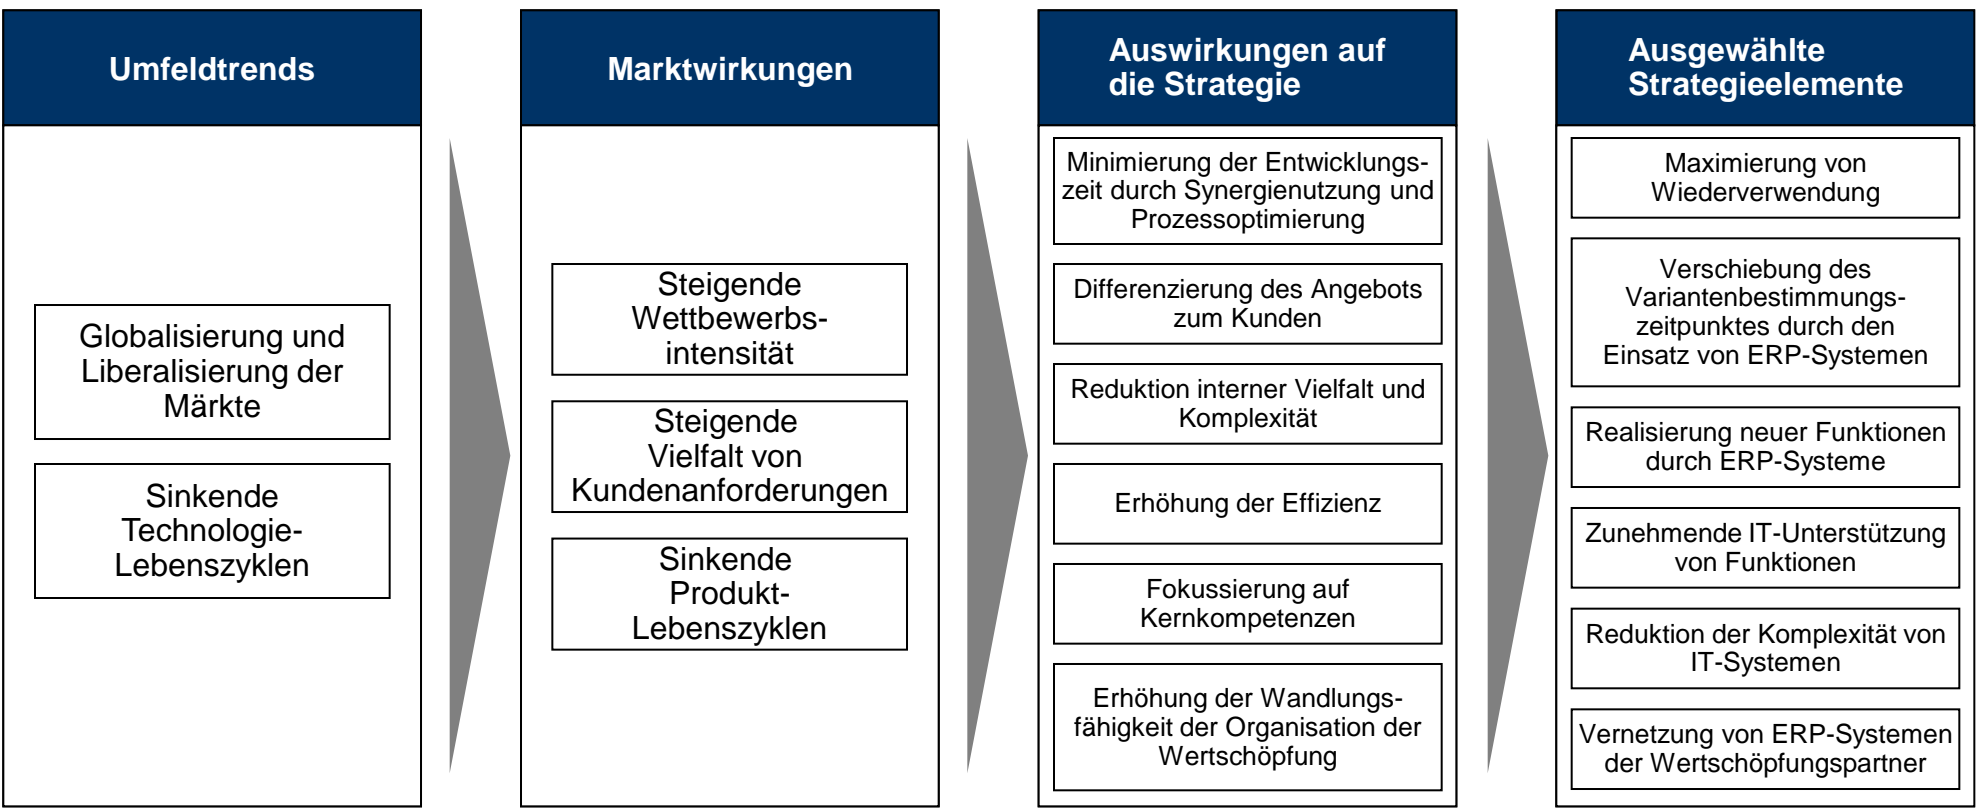 Umfeldtrends
Globalisierung und
Liberalisierung der
Märkte
Sinkende
Technologie-
Lebenszyklen
Marktwirkungen
Steigende
Wettbewerbs-
intensität
Steigende
Vielfalt von
Kundenanforderungen
Sinkende
Produkt-
Lebenszyklen
Auswirkungen auf
die Strategie
Minimierung der Entwicklungs-
zeit durch Synergienutzung und
Prozessoptimierung
Differenzierung des Angebots
zum Kunden
Reduktion interner Vielfalt und
Komplexität
Erhöhung der Effizienz
Fokussierung auf
Kernkompetenzen
Erhöhung der Wandlungs-
fähigkeit der Organisation der
Wertschöpfung
Ausgewählte
Strategieelemente
Maximierung von
Wiederverwendung
Verschiebung des
Variantenbestimmungs-
zeitpunktes durch den
Einsatz von ERP-Systemen
Realisierung neuer Funktionen
durch ERP-Systeme
Zunehmende IT-Unterstützung
von Funktionen
Reduktion der Komplexität von
IT-Systemen
Vernetzung von ERP-Systemen
der Wertschöpfungspartner